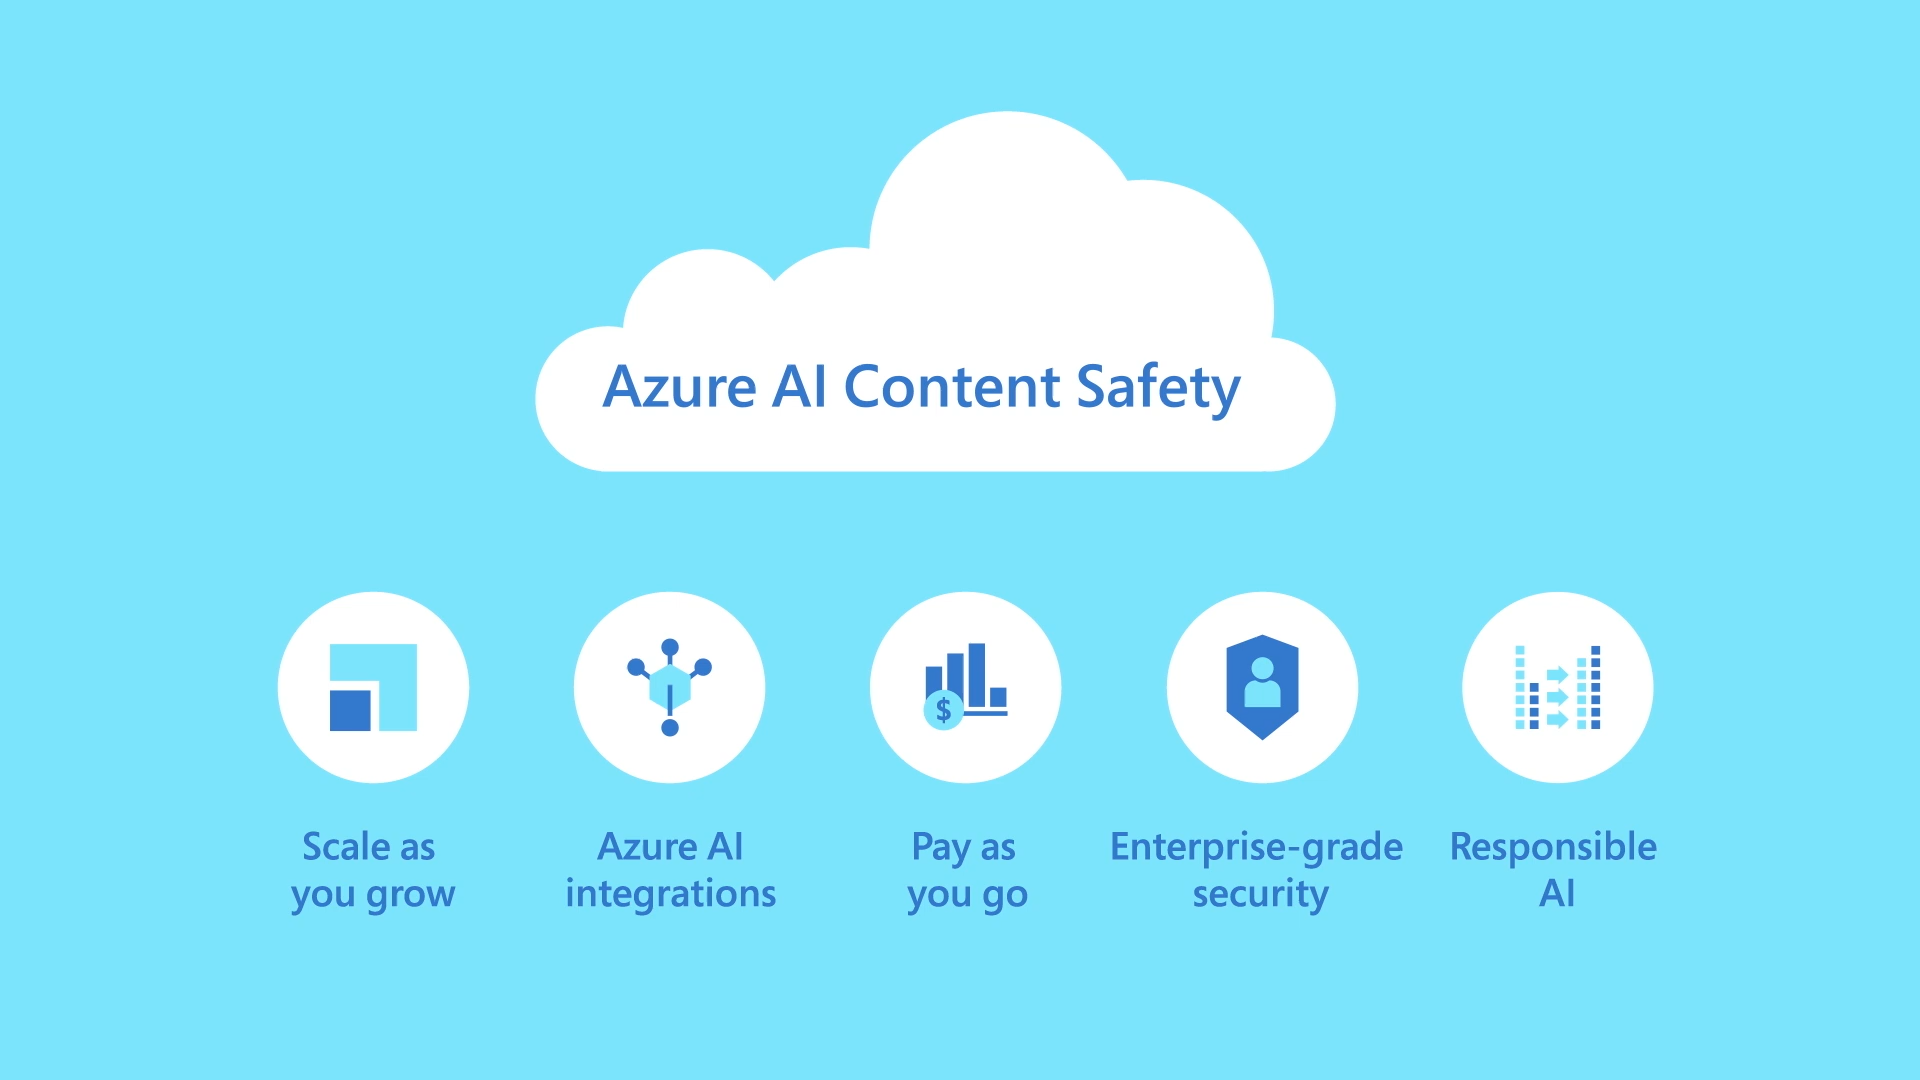 Azure AI Content Safety
Scale as
you grow
Azure AI
integrations
$
Pay as
you go
Enterprise-grade
security
Responsible
AI